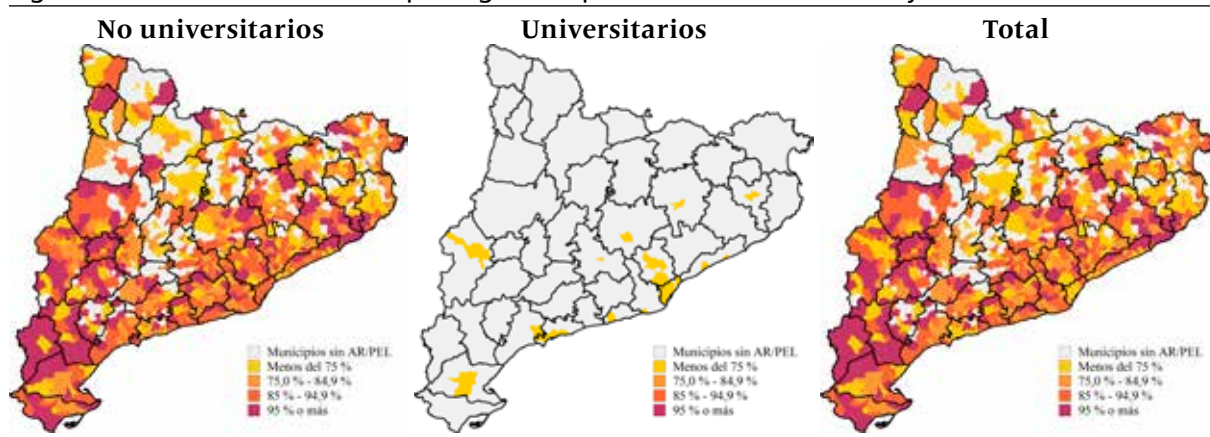 No universitarios
Universitarios
Total
Municipios sin AR/PEL
Menos del 75 %
75,0 % - 84,9 %
85 % - 94,9 %
95 % o más
Municipios sin AR/PEL
Menos del 75 %
75,0 % - 84,9 %
85 % - 94,9 %
95 % o más
Municipios sin AR/PEL
Menos del 75 %
75,0 % - 84,9 %
85 % - 94,9 %
95 % o más